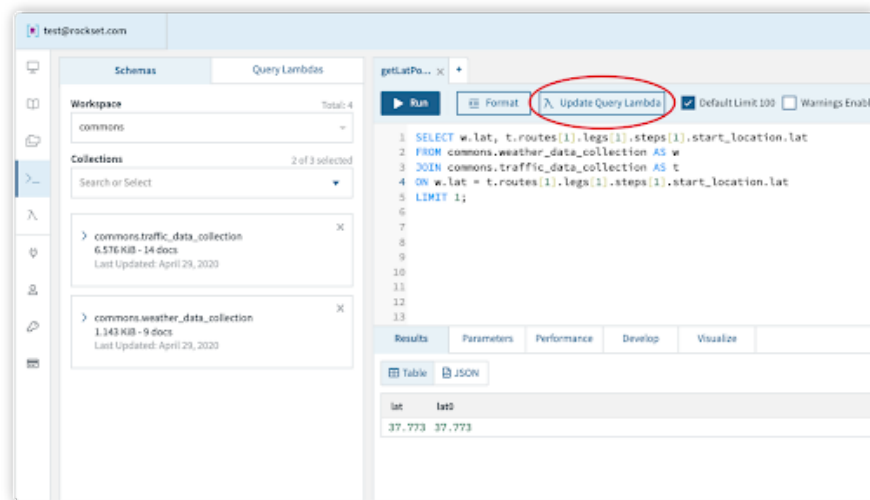 test@rockset.com
Schemas
Query Lambdas
Workspace
Total: 4
commons
Collections
2 of 3 selected
Search or Select
commons.traffic_data_collection
6.576 KiB - 14 docs
Last Updated: April 29, 2020
commons.weather_data_collection
1.143 KiB - 9 docs
Last Updated: April 29, 2020
getLatPo... × +
Run
Format
λ Update Query Lambda
Default Limit 100
Warnings Enabl
1 SELECT w.lat, t.routes[1].legs[1].steps[1].start_location.lat
2 FROM commons.weather_data_collection AS w
3 JOIN commons.traffic_data_collection AS t
4 ON w.lat = t.routes[1].legs[1].steps[1].start_location.lat
5 LIMIT 1;
6
7
8
9
10
11
12
13
Results
Parameters
Performance
Develop
Visualize
Table
JSON
lat lat0
37.773 37.773